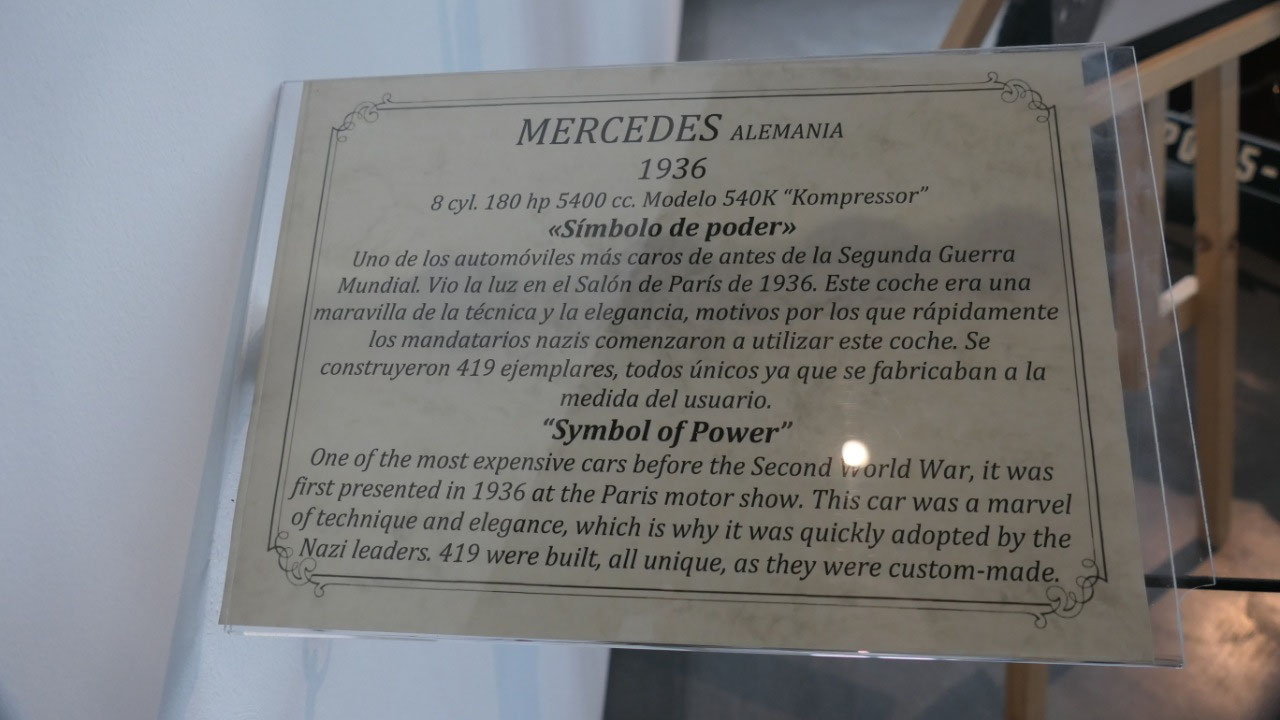 MERCEDES ALEMANIA
1936
8 cyl. 180 hp 5400 cc. Modelo 540K “Kompressor”
«Símbolo de poder»
Uno de los automóviles más caros de antes de la Segunda Guerra
Mundial. Vio la luz en el Salón de París de 1936. Este coche era una
maravilla de la técnica y la elegancia, motivos por los que rápidamente
los mandatarios nazis comenzaron a utilizar este coche. Se
construyeron 419 ejemplares, todos únicos ya que se fabricaban a la
medida del usuario.
“Symbol of Power”
One of the most expensive cars before the Second World War, it was
first presented in 1936 at the Paris motor show. This car was a marvel
of technique and elegance, which is why it was quickly adopted by the
Nazi leaders. 419 were built, all unique, as they were custom-made.